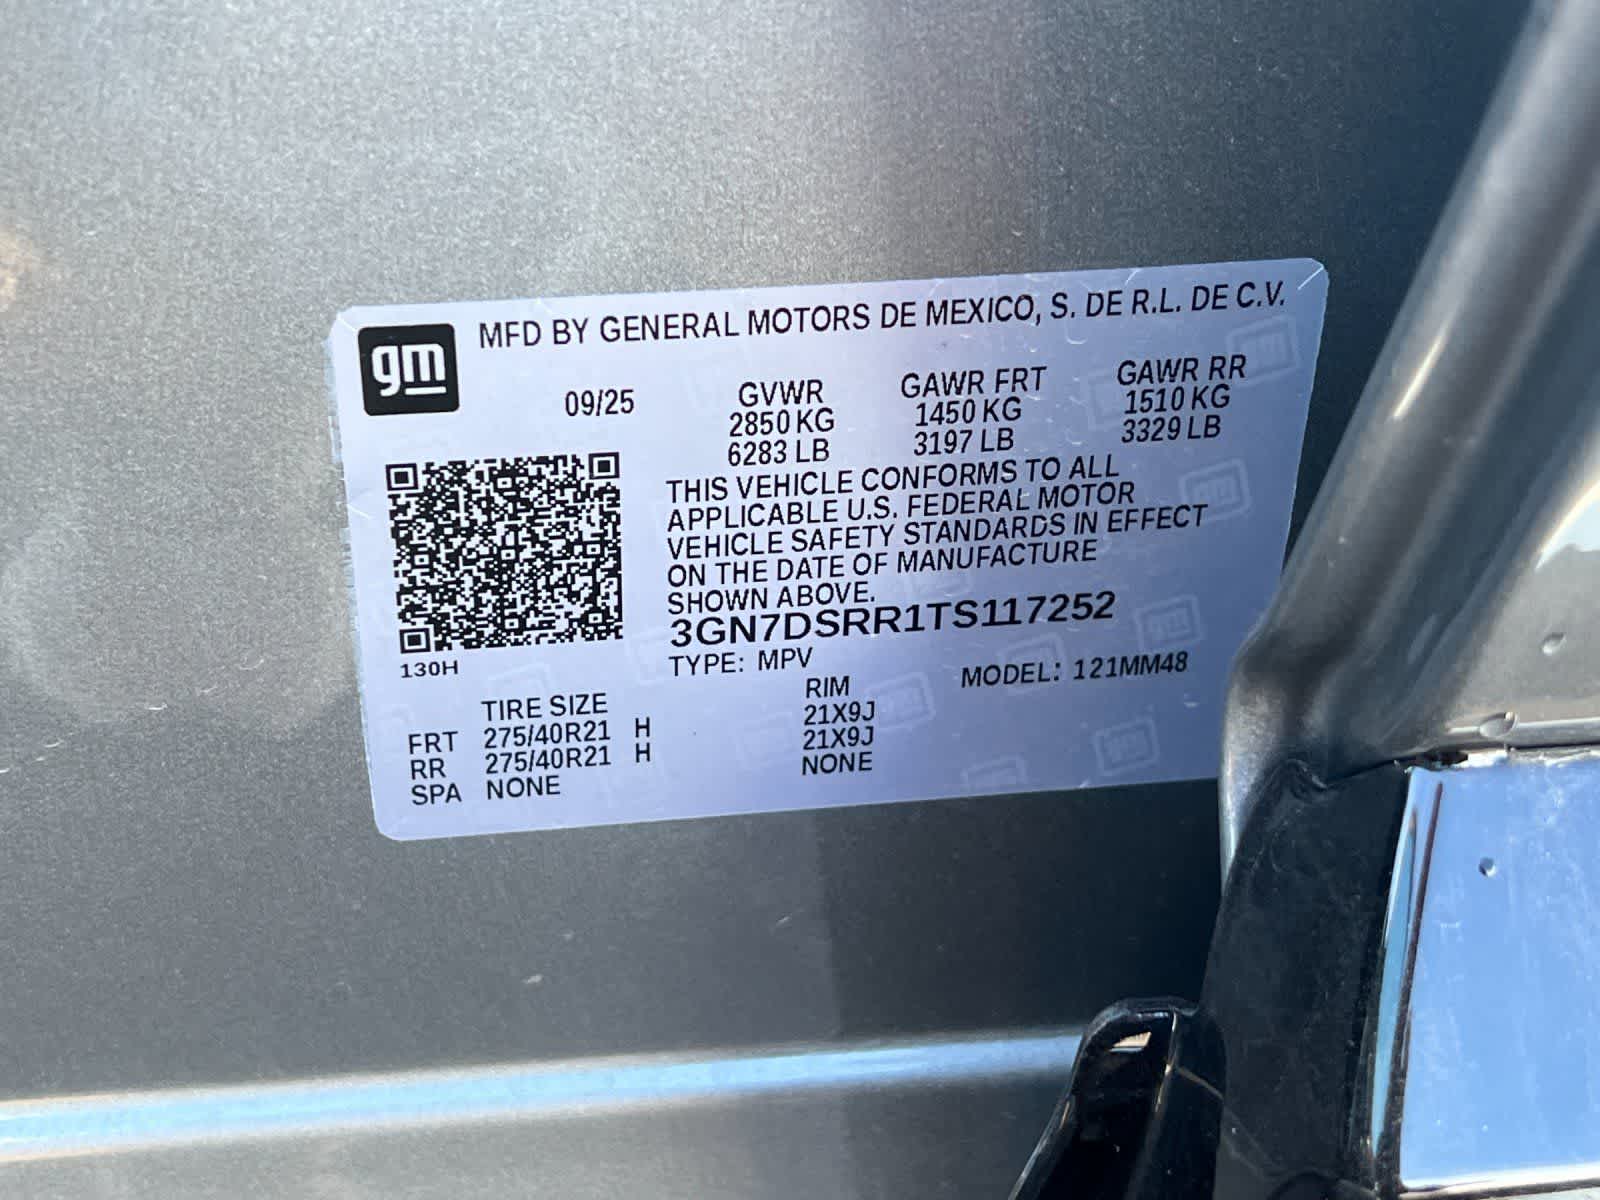 gm
MFD BY GENERAL MOTORS DE MEXICO, S. DE R.L. DE C.V.
09/25 GVWR GAWR FRT GAWR RR
2850 KG 1450 KG 1510 KG
6283 LB 3197 LB 3329 LB
THIS VEHICLE CONFORMS TO ALL
APPLICABLE U.S. FEDERAL MOTOR
VEHICLE SAFETY STANDARDS IN EFFECT
ON THE DATE OF MANUFACTURE
SHOWN ABOVE.
3GN7DSRR1TS117252
130H TYPE: MPV MODEL: 121MM48
TIRE SIZE RIM
FRT 275/40R21 H 21X9J
RR 275/40R21 H 21X9J
SPA NONE NONE